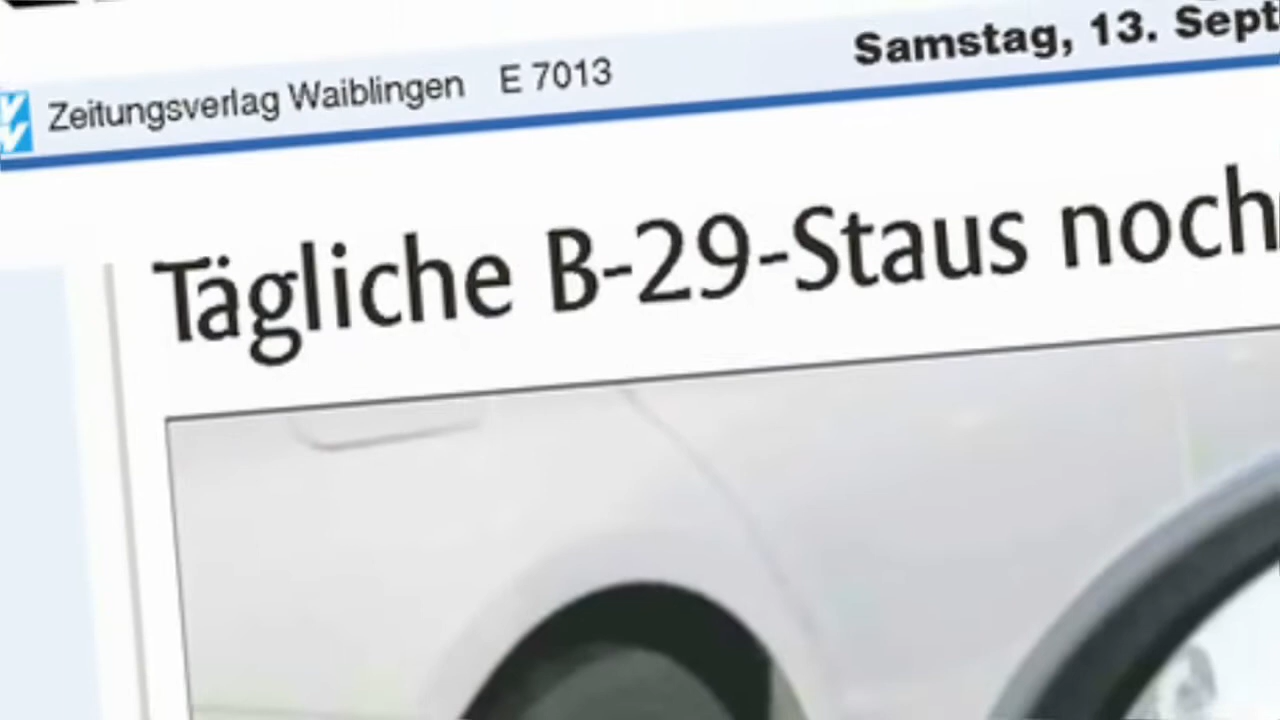 Zeitungsverlag Waiblingen E 7013 Samstag, 13. Sept
Tägliche B-29-Staus noch